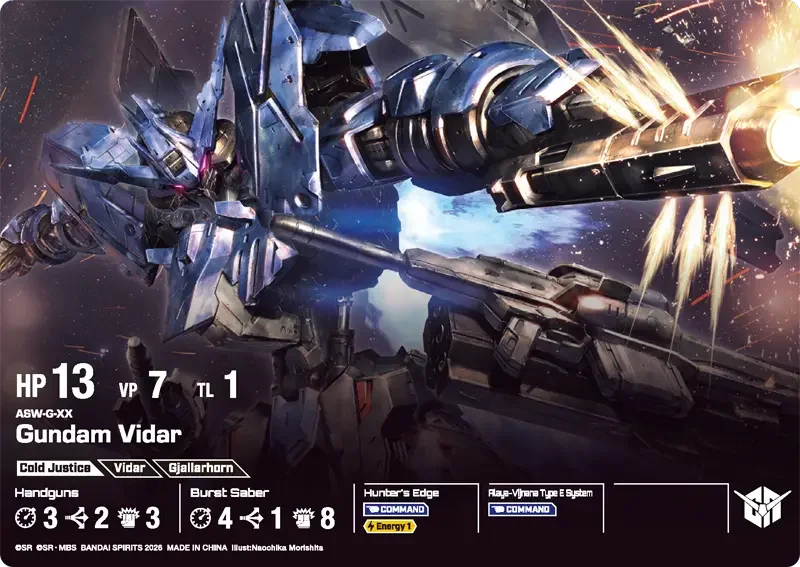 HP 13 VP 7 TL 1
ASW-G-XX
Gundam Vidar
Cold Justice Vidar Gjallarhorn
Handguns
3 2 3
Burst Saber
4 1 8
Hunter's Edge
COMMAND
Energy 1
Alaya-Vijnana Type E System
COMMAND
©SR ©SR・MBS BANDAI SPIRITS 2026 MADE IN CHINA Illust:Naochika Morishita